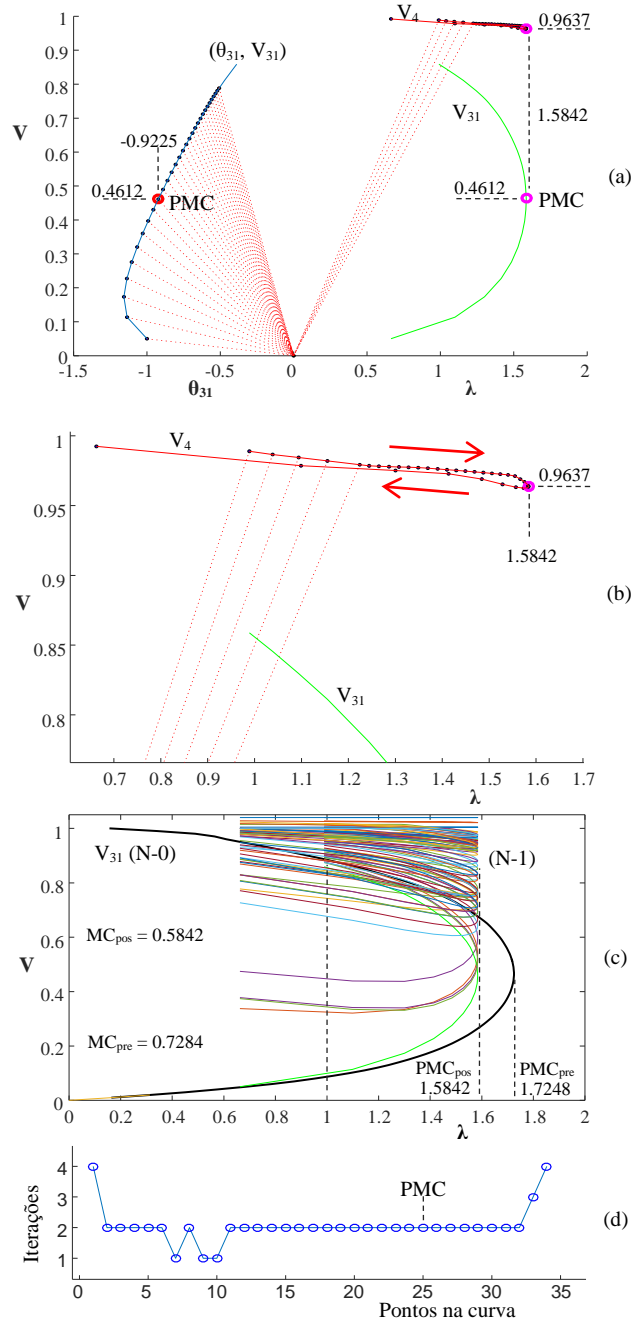 1
0.9
0.8
0.7
V 0.6
0.5
0.4
0.3
0.2
0.1
0
-1.5 -1 -0.5 0 0.5 1 1.5 2
θ31 λ
(θ31, V31)
-0.9225
0.4612
PMC
V4
0.9637
V31
1.5842
0.4612
PMC
(a)
1
0.95
0.9
V
0.85
0.8
0.7 0.8 0.9 1 1.1 1.2 1.3 1.4 1.5 1.6 1.7
λ
V4
0.9637
1.5842
V31
(b)
1
0.8
0.6
V
0.4
0.2
0
0 0.2 0.4 0.6 0.8 1 1.2 1.4 1.6 1.8 2
λ
V31 (N-0)
(N-1)
MCpos = 0.5842
MCpre = 0.7284
PMCpos
1.5842
PMCpre
1.7248
(c)
4
3
2
1
Iterações
PMC
(d)
0 5 10 15 20 25 30 35
Pontos na curva